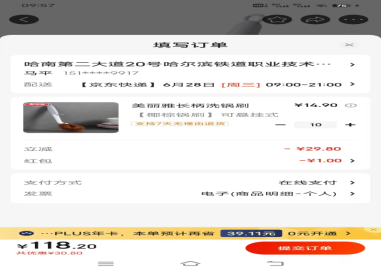 09:57
填写订单
哈南第二大道20号哈尔滨铁道职业技术…
马平 151****9917
配送 【京东快递】6月28日 [周三] 09:00-21:00
美丽雅长柄洗锅刷 ¥14.90
【椰棕锅刷】可悬挂式
支持7天无理由退货
10
立减 - ¥29.80
红包 -¥1.00
支付方式 在线支付
发票 电子(商品明细-个人)
…PLUS年卡，本单预计再省 39.11元 0元开通
¥118.20 提交订单
共优惠¥30.80